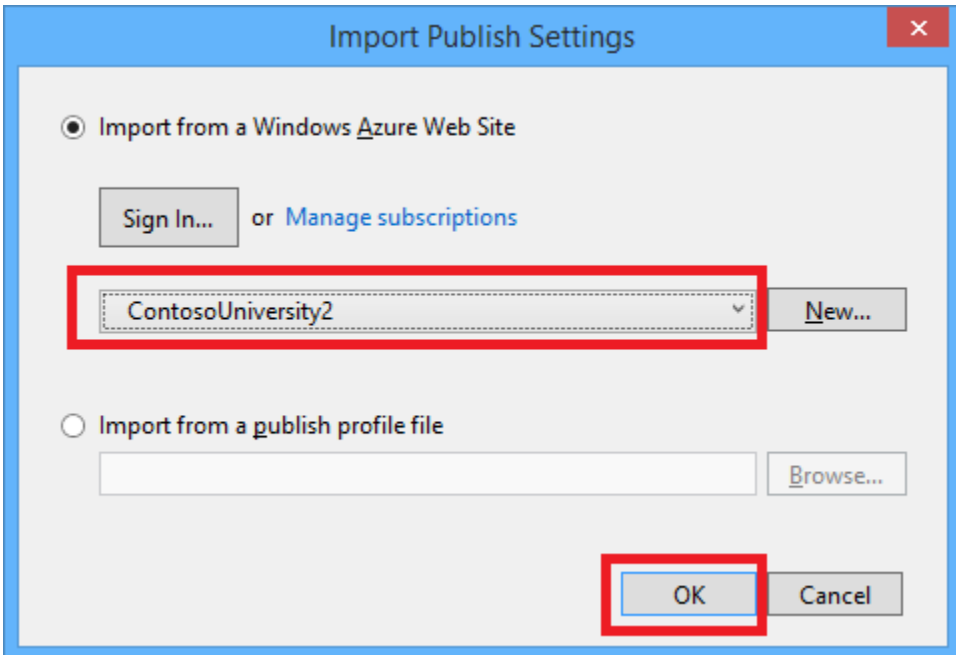 Import Publish Settings
Import from a Windows Azure Web Site
Sign In... or Manage subscriptions
ContosoUniversity2 New...
Import from a publish profile file
Browse...
OK Cancel